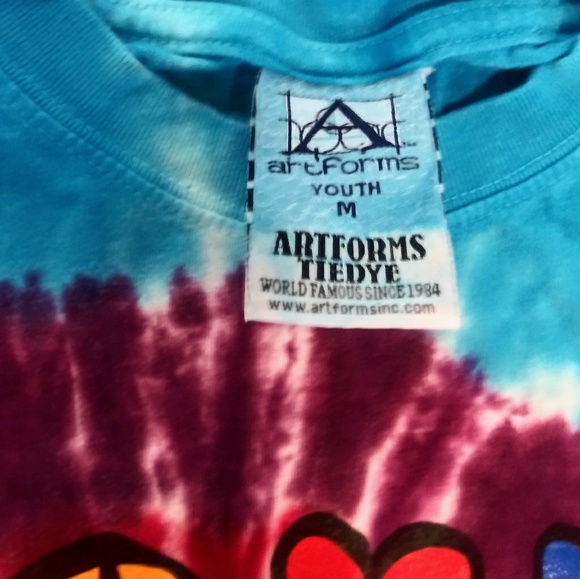 artforms
YOUTH
M
ARTFORMS
TIEDYE
WORLD FAMOUS SINCE 1984
www.artformsinc.com